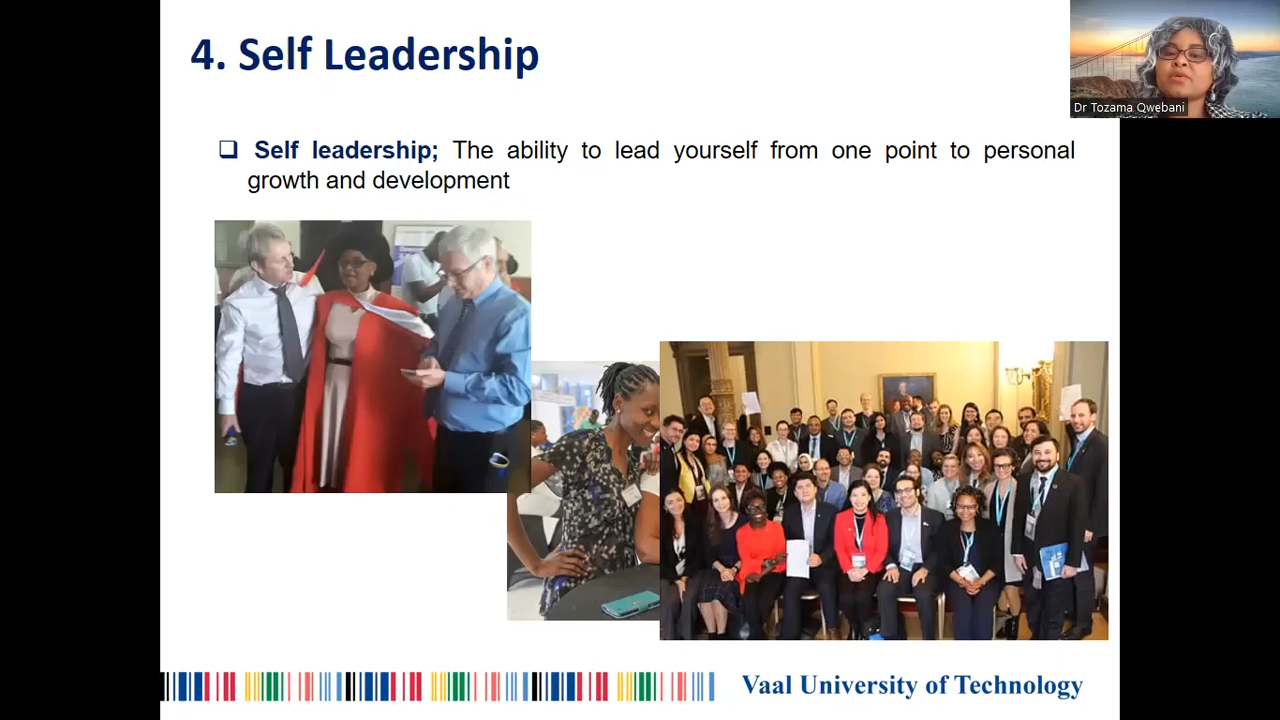 4. Self Leadership
Dr Tozama Qwebani
Self leadership; The ability to lead yourself from one point to personal
growth and development
Vaal University of Technology